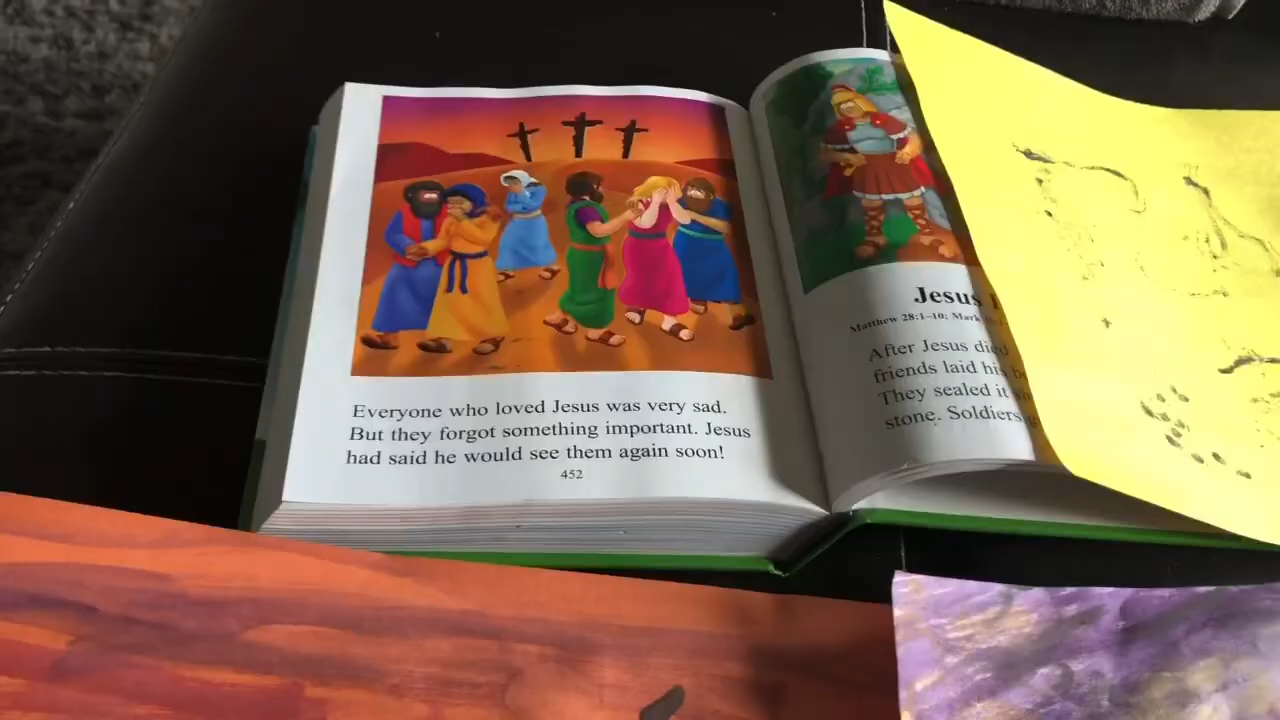 Everyone who loved Jesus was very sad.
But they forgot something important. Jesus
had said he would see them again soon!
452
Jesus
Matthew 28:1–10; Mark
After Jesus died
friends laid his
They sealed it
stone. Soldiers